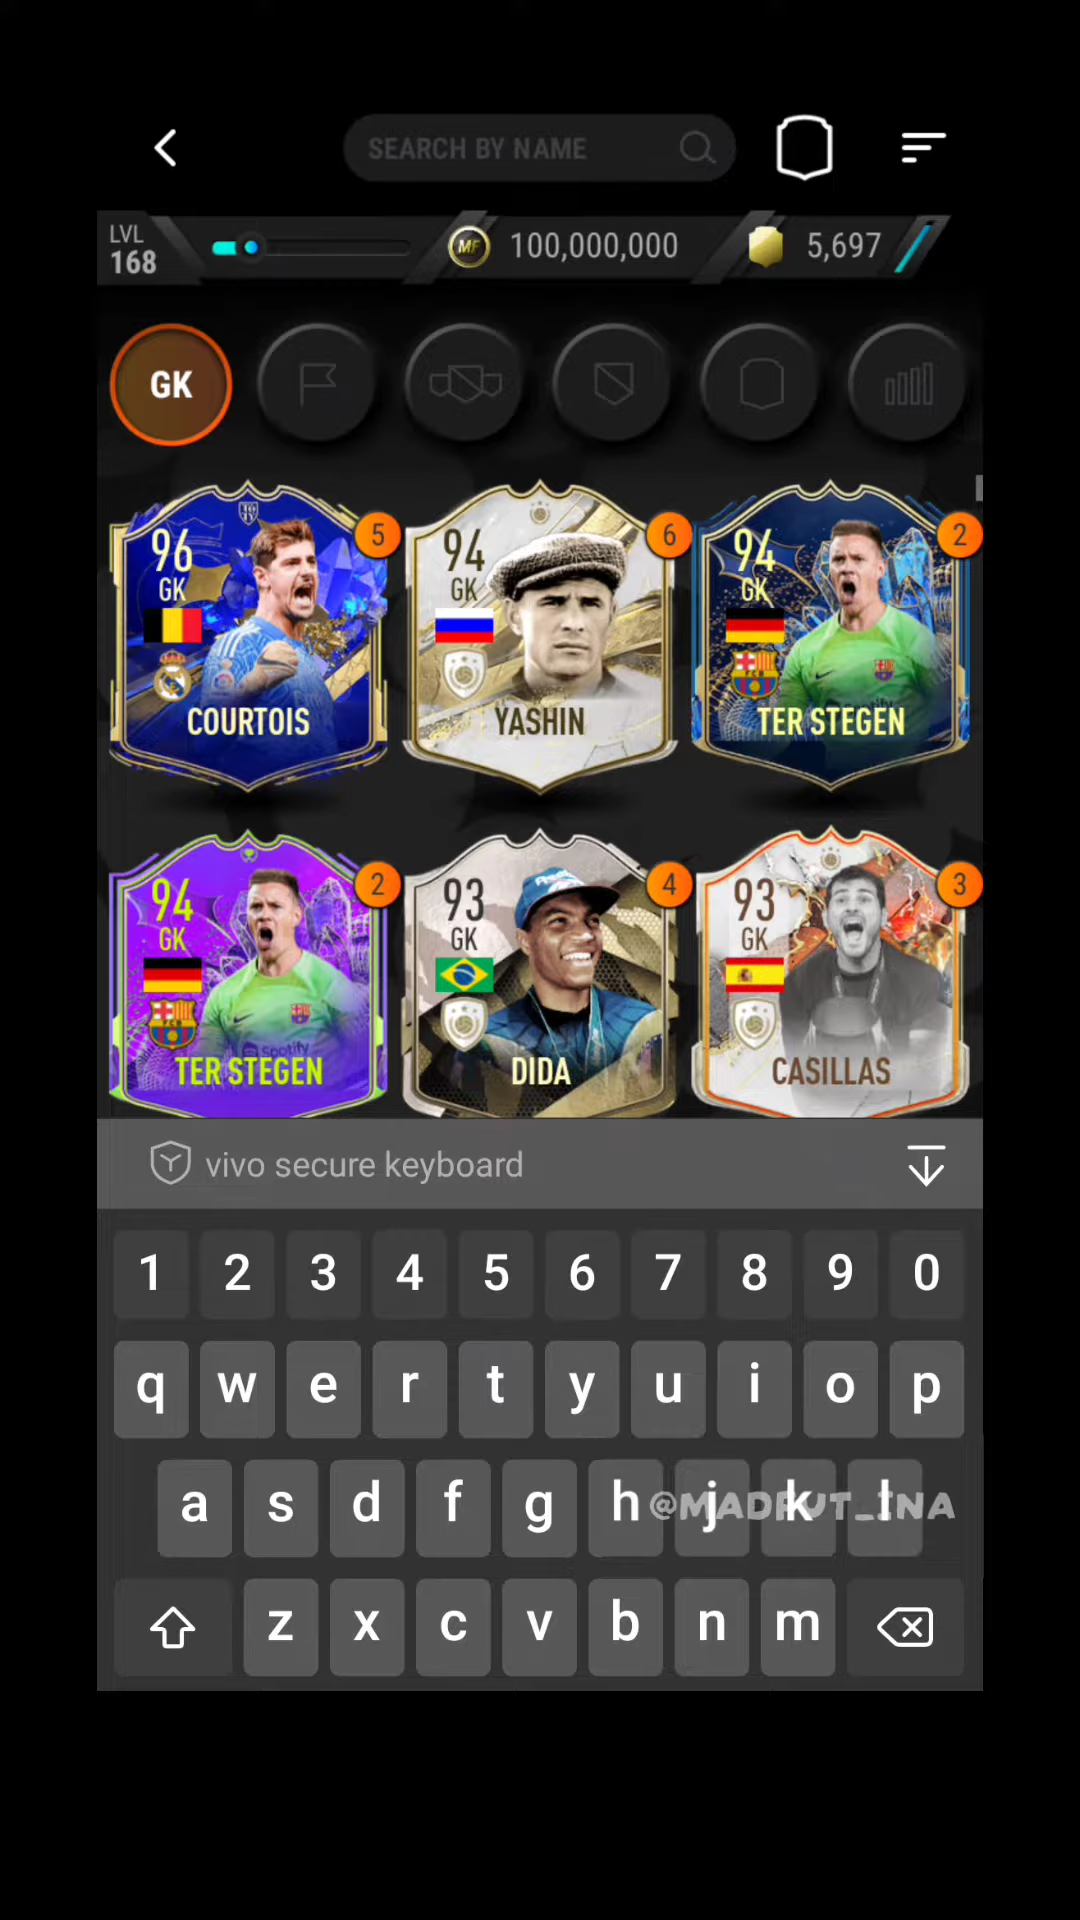 SEARCH BY NAME
LVL
168
MF
100,000,000
5,697
GK
5
96
GK
COURTOIS
6
94
GK
YASHIN
2
94
GK
TER STEGEN
2
94
GK
Spotify
TER STEGEN
4
93
GK
DIDA
3
93
GK
CASILLAS
vivo secure keyboard
1 2 3 4 5 6 7 8 9 0
q w e r t y u i o p
a s d f g h j k l
@MADFUT_INA
z x c v b n m